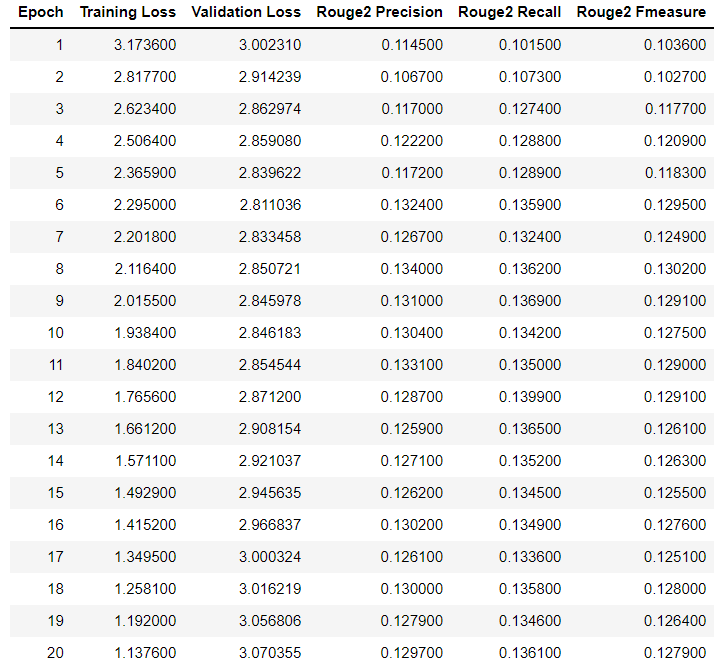 Epoch Training Loss Validation Loss Rouge2 Precision Rouge2 Recall Rouge2 Fmeasure
1 3.173600 3.002310 0.114500 0.101500 0.103600
2 2.817700 2.914239 0.106700 0.107300 0.102700
3 2.623400 2.862974 0.117000 0.127400 0.117700
4 2.506400 2.859080 0.122200 0.128800 0.120900
5 2.365900 2.839622 0.117200 0.128900 0.118300
6 2.295000 2.811036 0.132400 0.135900 0.129500
7 2.201800 2.833458 0.126700 0.132400 0.124900
8 2.116400 2.850721 0.134000 0.136200 0.130200
9 2.015500 2.845978 0.131000 0.136900 0.129100
10 1.938400 2.846183 0.130400 0.134200 0.127500
11 1.840200 2.854544 0.133100 0.135000 0.129000
12 1.765600 2.871200 0.128700 0.139900 0.129100
13 1.661200 2.908154 0.125900 0.136500 0.126100
14 1.571100 2.921037 0.127100 0.135200 0.126300
15 1.492900 2.945635 0.126200 0.134500 0.125500
16 1.415200 2.966837 0.130200 0.134900 0.127600
17 1.349500 3.000324 0.126100 0.133600 0.125100
18 1.258100 3.016219 0.130000 0.135800 0.128000
19 1.192000 3.056806 0.127900 0.134600 0.126400
20 1.137600 3.070355 0.129700 0.136100 0.127900